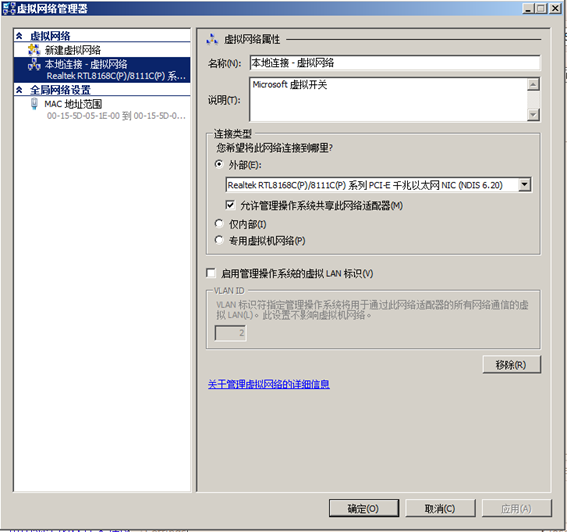 虚拟网络管理器
虚拟网络
新建虚拟网络
本地连接 - 虚拟网络
Realtek RTL8168C(P)/8111C(P) 系...
全局网络设置
MAC 地址范围
00-15-5D-05-1E-00 到 00-15-5D-0...
虚拟网络属性
名称(N):
本地连接 - 虚拟网络
说明(T):
Microsoft 虚拟开关
连接类型
您希望将此网络连接到哪里?
外部(E):
Realtek RTL8168C(P)/8111C(P) 系列 PCI-E 千兆以太网 NIC (NDIS 6.20)
允许管理操作系统共享此网络适配器(M)
仅内部(I)
专用虚拟机网络(P)
启用管理操作系统的虚拟 LAN 标识(V)
VLAN ID
VLAN 标识符指定管理操作系统将用于通过此网络适配器的所有网络通信的虚
拟 LAN(L)。此设置不影响虚拟机网络。
2
移除(R)
关于管理虚拟网络的详细信息
确定(O)
取消(C)
应用(A)